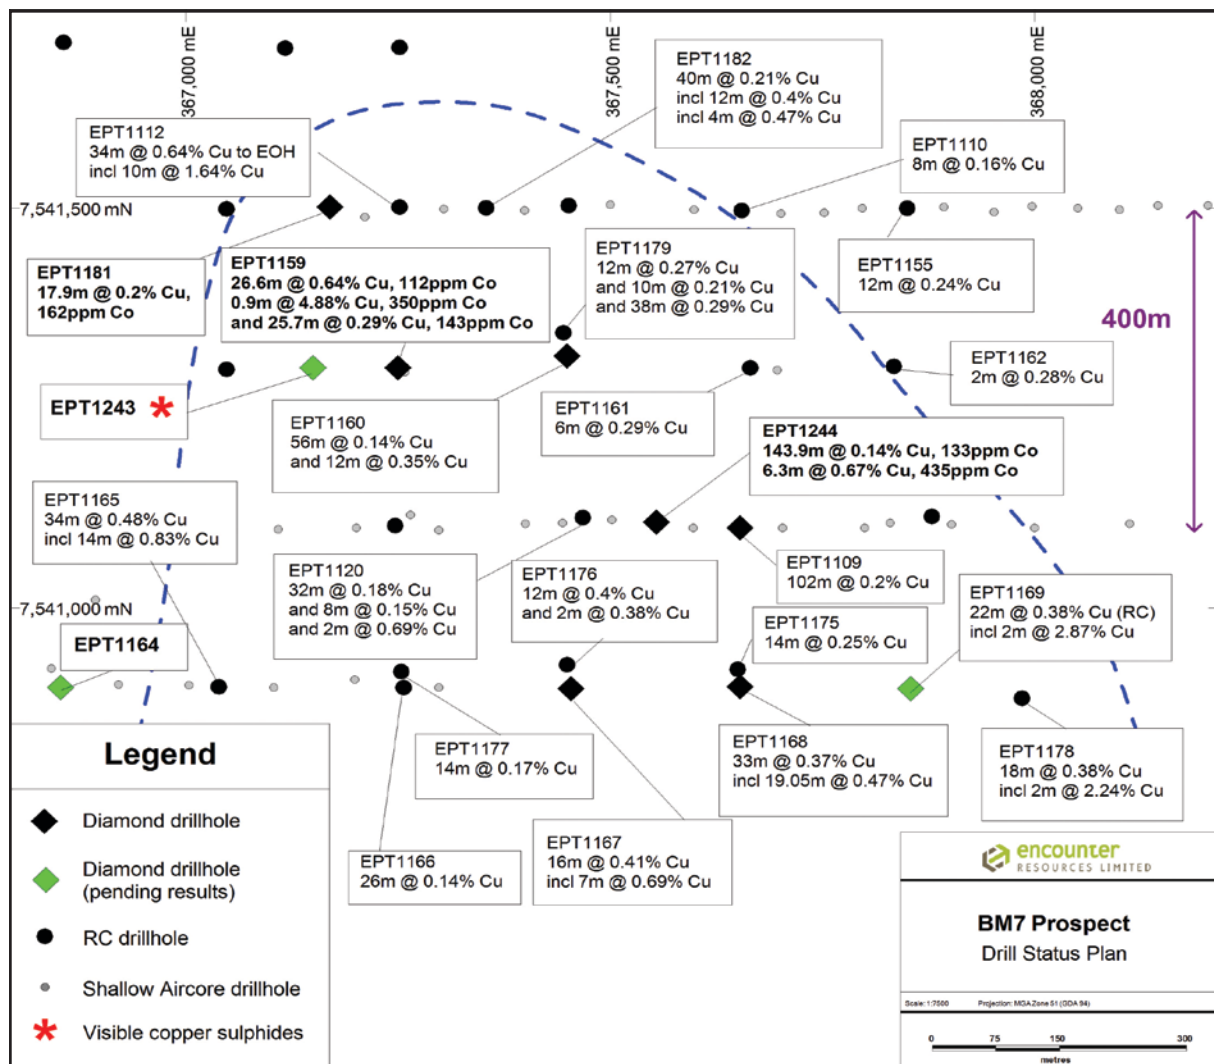 367,000 mE
367,500 mE
368,000 mE
EPT1182
40m @ 0.21% Cu
incl 12m @ 0.4% Cu
incl 4m @ 0.47% Cu
EPT1112
34m @ 0.64% Cu to EOH
incl 10m @ 1.64% Cu
EPT1110
8m @ 0.16% Cu
7,541,500 mN
EPT1181
17.9m @ 0.2% Cu,
162ppm Co
EPT1159
26.6m @ 0.64% Cu, 112ppm Co
0.9m @ 4.88% Cu, 350ppm Co
and 25.7m @ 0.29% Cu, 143ppm Co
EPT1179
12m @ 0.27% Cu
and 10m @ 0.21% Cu
and 38m @ 0.29% Cu
EPT1155
12m @ 0.24% Cu
400m
EPT1162
2m @ 0.28% Cu
EPT1243
EPT1160
56m @ 0.14% Cu
and 12m @ 0.35% Cu
EPT1161
6m @ 0.29% Cu
EPT1244
143.9m @ 0.14% Cu, 133ppm Co
6.3m @ 0.67% Cu, 435ppm Co
EPT1165
34m @ 0.48% Cu
incl 14m @ 0.83% Cu
EPT1120
32m @ 0.18% Cu
and 8m @ 0.15% Cu
and 2m @ 0.69% Cu
EPT1176
12m @ 0.4% Cu
and 2m @ 0.38% Cu
EPT1109
102m @ 0.2% Cu
EPT1169
22m @ 0.38% Cu (RC)
incl 2m @ 2.87% Cu
7,541,000 mN
EPT1164
EPT1175
14m @ 0.25% Cu
EPT1177
14m @ 0.17% Cu
EPT1168
33m @ 0.37% Cu
incl 19.05m @ 0.47% Cu
EPT1178
18m @ 0.38% Cu
incl 2m @ 2.24% Cu
EPT1166
26m @ 0.14% Cu
EPT1167
16m @ 0.41% Cu
incl 7m @ 0.69% Cu
Legend
Diamond drillhole
Diamond drillhole
(pending results)
RC drillhole
Shallow Aircore drillhole
Visible copper sulphides
encounter
RESOURCES LIMITED
BM7 Prospect
Drill Status Plan
Scale: 1:7500 Projection: MGA Zone 51 (GDA 94)
0 75 150 300
metres